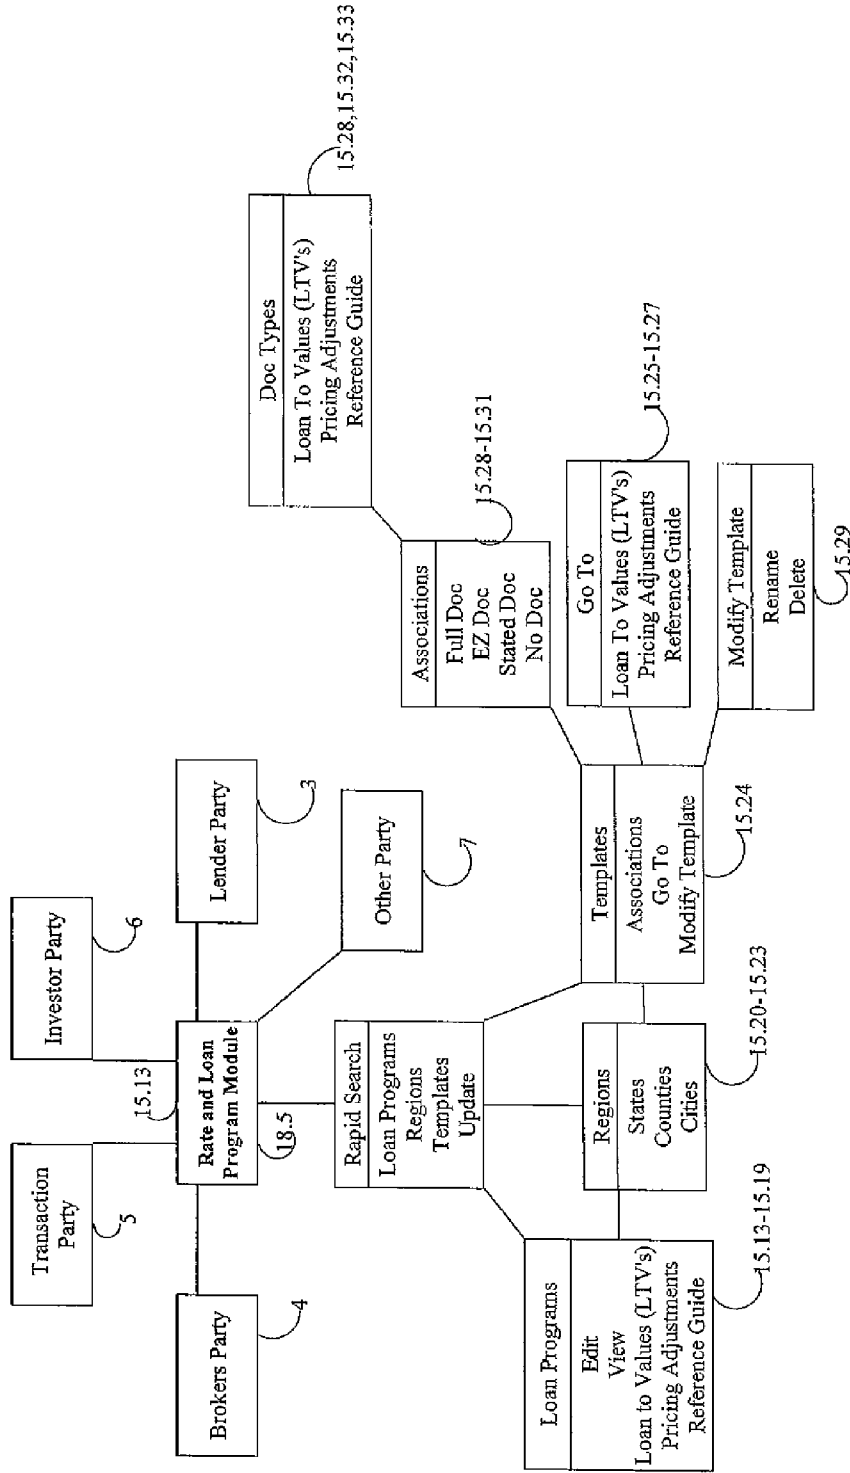 Transaction
Party
5
Investor Party
6
15.13
Brokers Party
4
Rate and Loan
Program Module
18.5
Lender Party
3
Other Party
7
Rapid Search
Loan Programs
Regions
Templates
Update
Loan Programs
Edit
View
Loan to Values (LTV's)
Pricing Adjustments
Reference Guide
15.13-15.19
Regions
States
Counties
Cities
15.20-15.23
Templates
Associations
Go To
Modify Template
15.24
Associations
Full Doc
EZ Doc
Stated Doc
No Doc
15.28-15.31
Go To
Loan To Values (LTV's)
Pricing Adjustments
Reference Guide
15.25-15.27
Modify Template
Rename
Delete
15.29
Doc Types
Loan To Values (LTV's)
Pricing Adjustments
Reference Guide
15.28,15.32,15.33